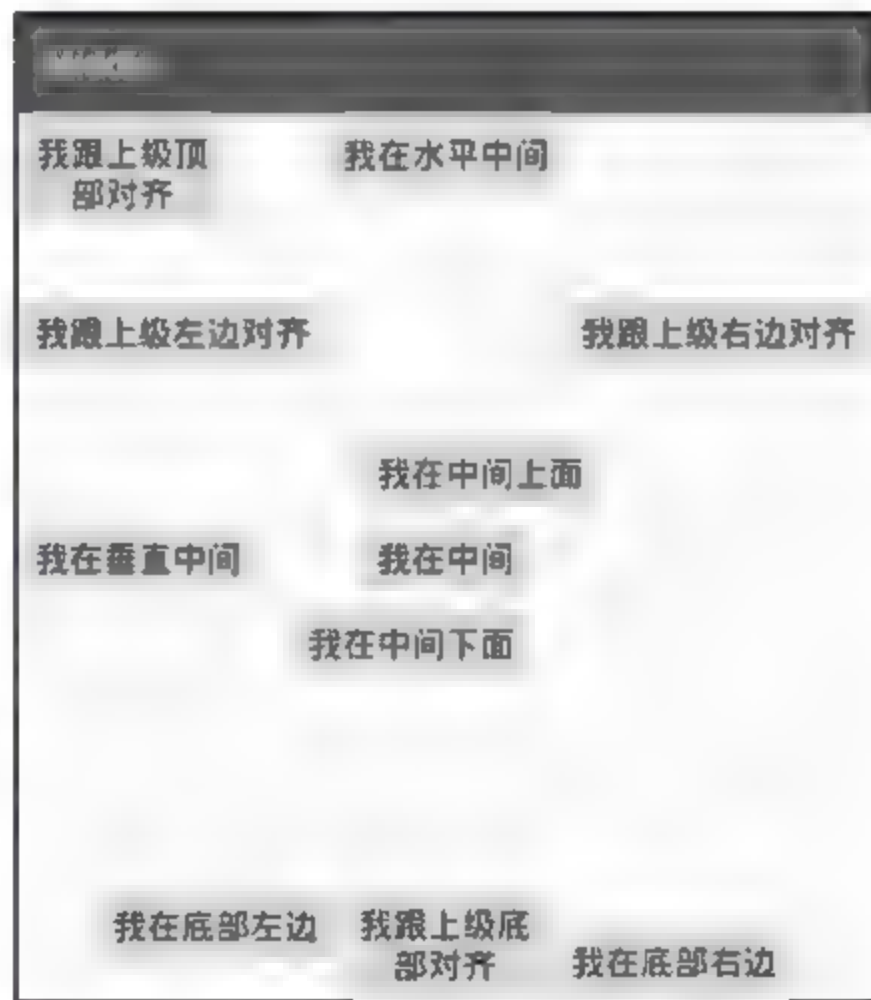 我跟上级顶
部对齐
我在水平中间
我跟上级左边对齐
我跟上级右边对齐
我在中间上面
我在垂直中间
我在中间
我在中间下面
我在底部左边
我跟上级底
部对齐
我在底部右边